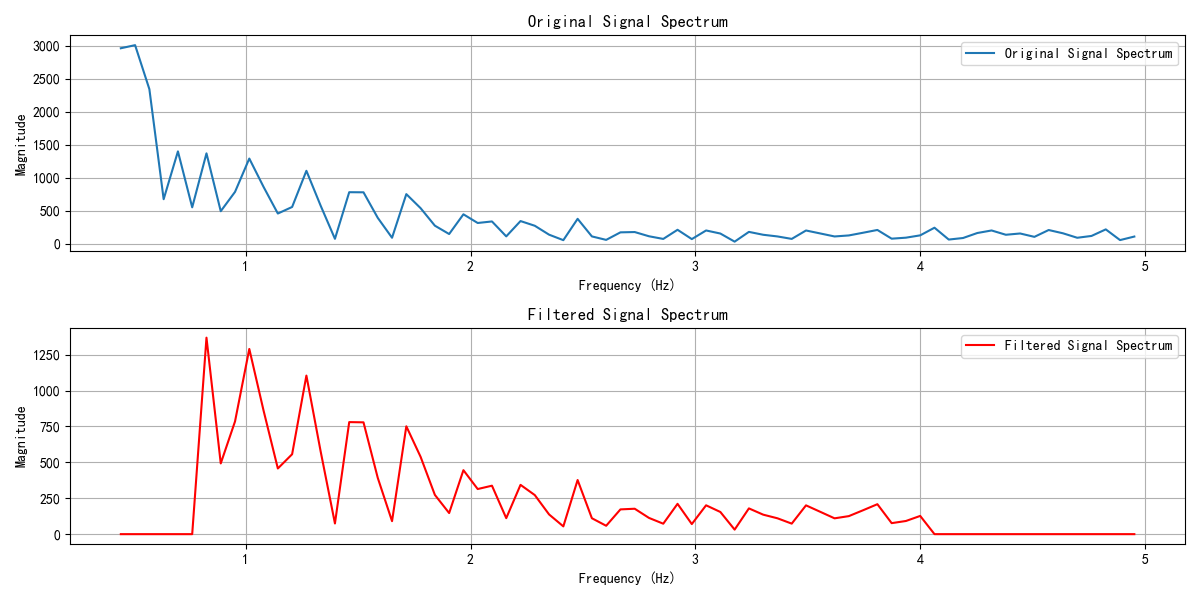 Original Signal Spectrum
3000
2500
2000
1500
1000
500
0
Magnitude
Original Signal Spectrum
1 2 3 4 5
Frequency (Hz)
Filtered Signal Spectrum
1250
1000
750
500
250
0
Magnitude
Filtered Signal Spectrum
1 2 3 4 5
Frequency (Hz)